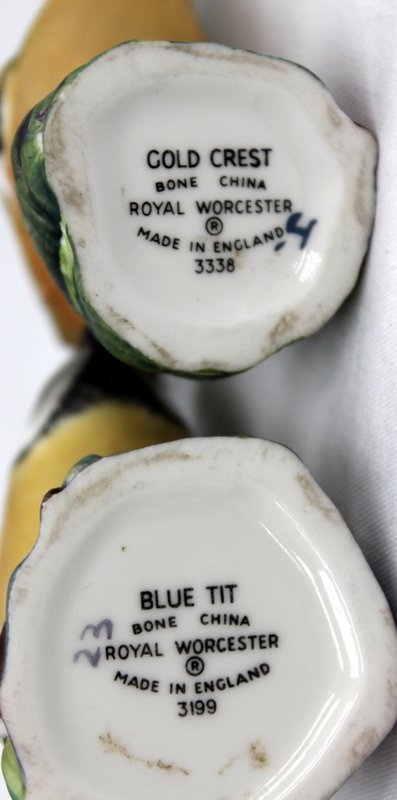 GOLD CREST
BONE CHINA
ROYAL WORCESTER
®
MADE IN ENGLAND
.4
3338
BLUE TIT
BONE CHINA
23
ROYAL WORCESTER
®
MADE IN ENGLAND
3199